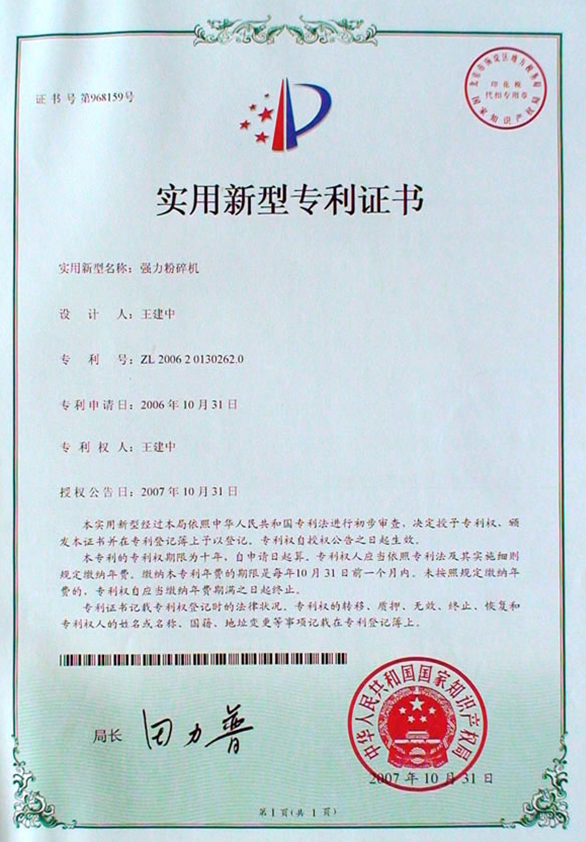 证书号第968159号
印花税
代扣专用章
国家知识产权
实用新型专利证书
实用新型名称：强力粉碎机
设计人：王建中
专利号：ZL 2006 2 0130262.0
专利申请日：2006年10月31日
专利权人：王建中
授权公告日：2007年10月31日
本实用新型经过本局依照中华人民共和国专利法进行初步审查，决定授予专利权，颁
发本证书并在专利登记簿上予以登记。专利权自授权公告之日起生效。
本专利的专利权期限为十年，自申请日起算。专利权人应当依照专利法及其实施细则
规定缴纳年费。缴纳本专利年费的期限是每年10月31日前一个月内。未按照规定缴纳年
费的，专利权自应当缴纳年费期满之日起终止。
专利证书记载专利权登记时的法律状况。专利权的转移、质押、无效、终止、恢复和
专利权人的姓名或名称、国籍、地址变更等事项记载在专利登记簿上。
局长 田力普
中华人民共和国国家知识产权局
2007年10月31日
第1页(共1页)